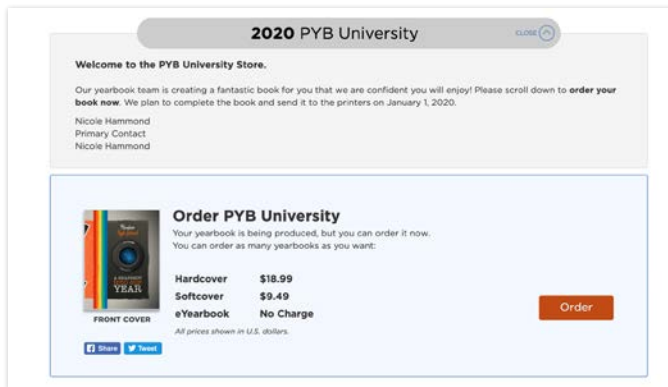 2020 PYB University
CLOSE
Welcome to the PYB University Store.
Our yearbook team is creating a fantastic book for you that we are confident you will enjoy! Please scroll down to order your
book now. We plan to complete the book and send it to the printers on January 1, 2020.
Nicole Hammond
Primary Contact
Nicole Hammond
Order PYB University
Your yearbook is being produced, but you can order it now.
You can order as many yearbooks as you want:
Hardcover $18.99
Softcover $9.49
eYearbook No Charge
All prices shown in U.S. dollars.
Order
A SNAPSHOT
YEAR
FRONT COVER
Share Tweet